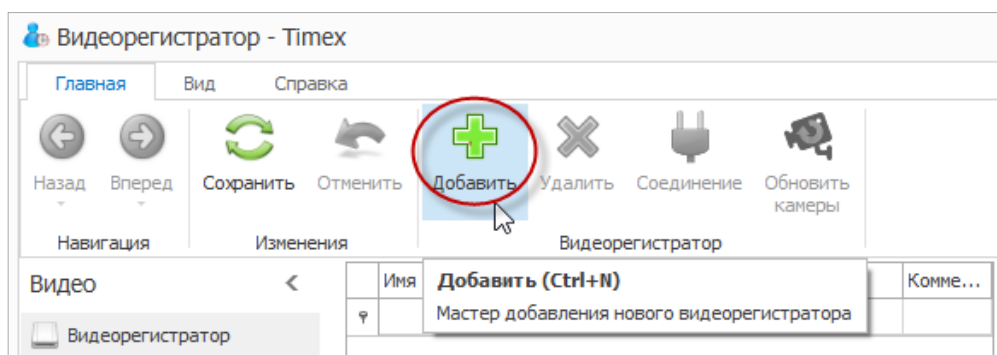 Видеорегистратор - Timex
Главная Вид Справка
Назад Вперед Сохранить Отменить Добавить Удалить Соединение Обновить
камеры
Навигация Изменения Видеорегистратор
Видео < Имя Добавить (Ctrl+N) Комме...
Мастер добавления нового видеорегистратора
Видеорегистратор